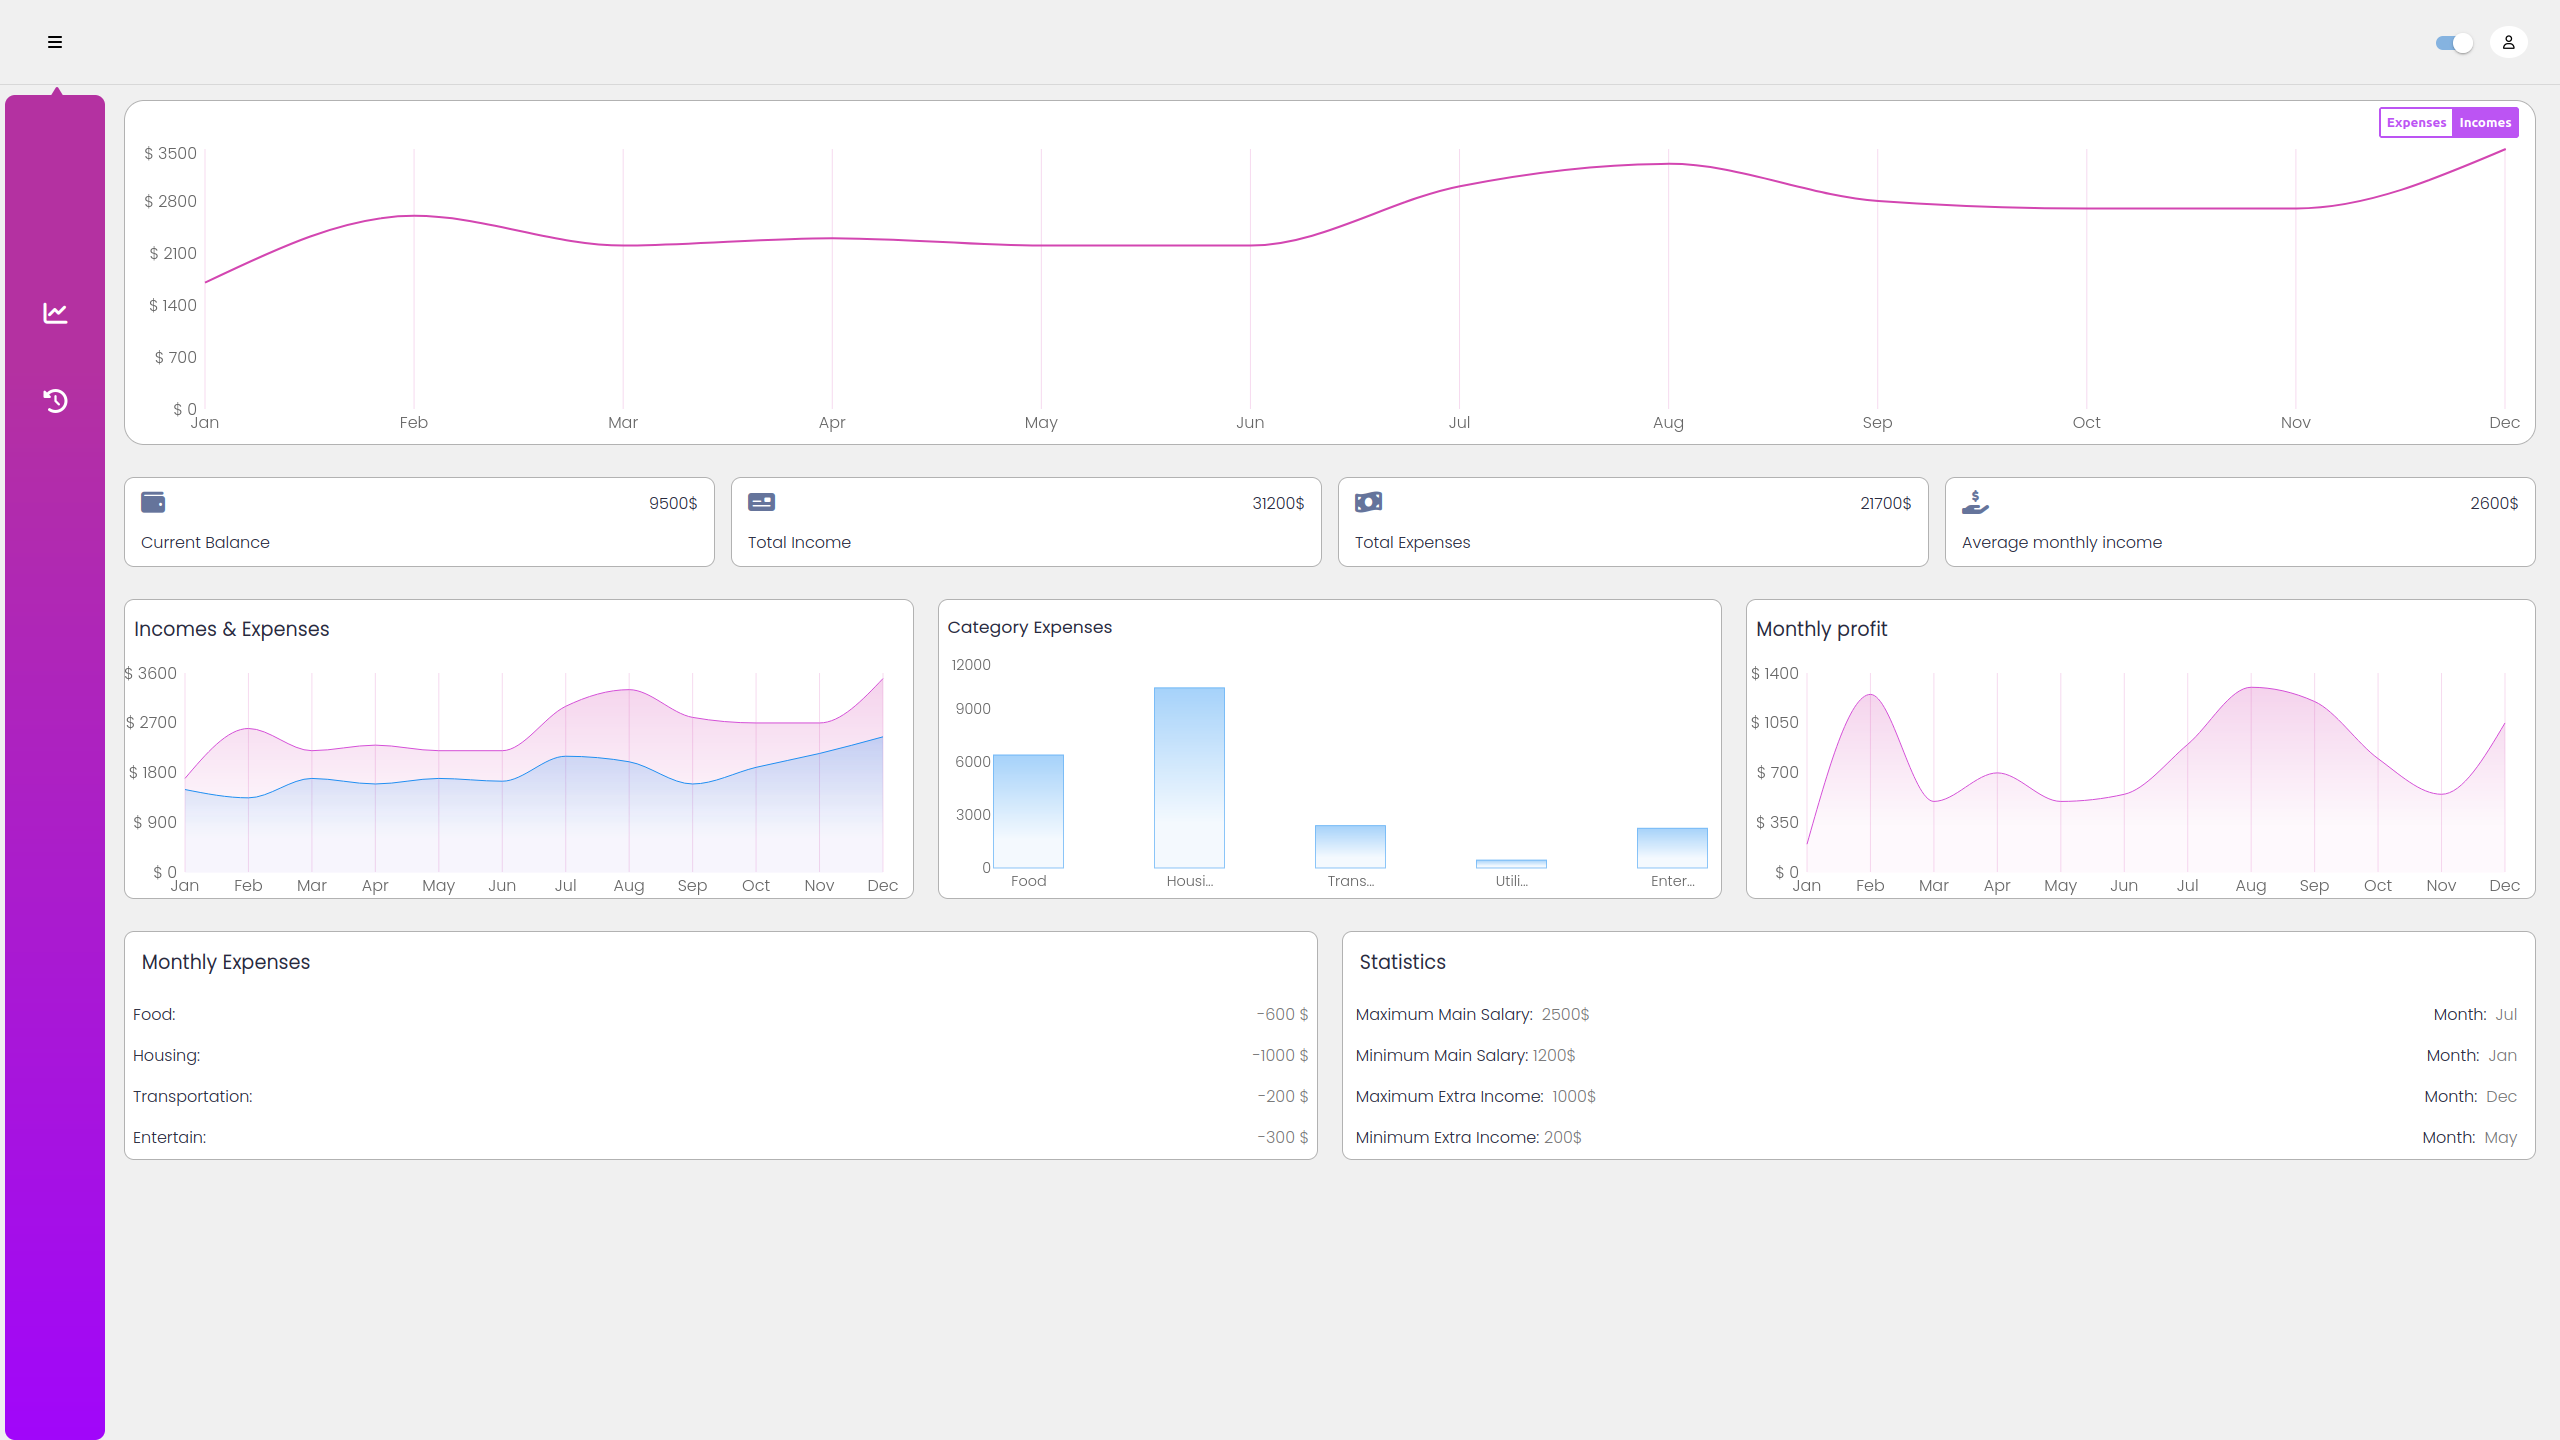 Expenses Incomes
$ 3500
$ 2800
$ 2100
$ 1400
$ 700
$ 0
Jan Feb Mar Apr May Jun Jul Aug Sep Oct Nov Dec
9500$
Current Balance
31200$
Total Income
21700$
Total Expenses
2600$
Average monthly income
Incomes & Expenses
$ 3600
$ 2700
$ 1800
$ 900
$ 0
Jan Feb Mar Apr May Jun Jul Aug Sep Oct Nov Dec
Category Expenses
12000
9000
6000
3000
0
Food Housi... Trans... Utili... Enter...
Monthly profit
$ 1400
$ 1050
$ 700
$ 350
$ 0
Jan Feb Mar Apr May Jun Jul Aug Sep Oct Nov Dec
Monthly Expenses
Food: -600 $
Housing: -1000 $
Transportation: -200 $
Entertain: -300 $
Statistics
Maximum Main Salary: 2500$ Month: Jul
Minimum Main Salary: 1200$ Month: Jan
Maximum Extra Income: 1000$ Month: Dec
Minimum Extra Income: 200$ Month: May